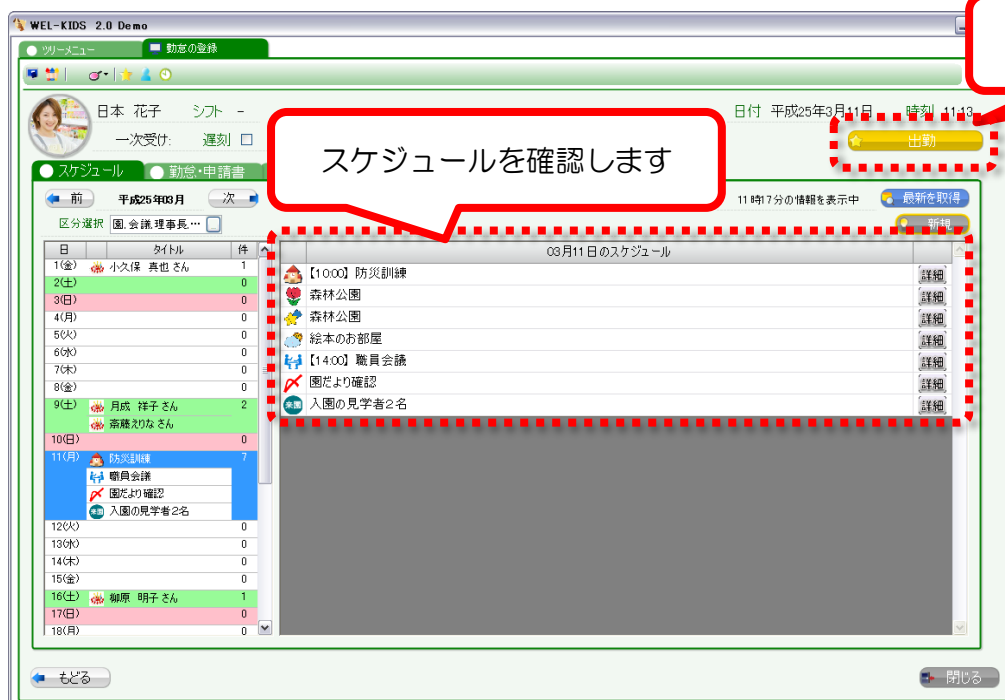 WEL-KIDS 2.0 Demo
ツリーメニュー 勤怠の登録
日本 花子 シフト -
日付 平成25年3月11日 時刻 11:13
一次受け: 遅刻
出勤
スケジュールを確認します
スケジュール 勤怠・申請書
前 平成25年03月 次
11時17分の情報を表示中 最新を取得
区分選択 園,会議,理事長…
新規
日 タイトル 件
03月11日のスケジュール
1(金) 小久保 真也 さん 1
2(土) 0
3(日) 0
4(月) 0
5(火) 0
6(水) 0
7(木) 0
8(金) 0
9(土) 月成 祥子 さん 2
斎藤えりな さん
10(日) 0
11(月) 防災訓練 7
職員会議
園だより確認
入園の見学者2名
12(火) 0
13(水) 0
14(木) 0
15(金) 0
16(土) 柳原 明子 さん 1
17(日) 0
18(月) 0
【10:00】防災訓練 詳細
森林公園 詳細
森林公園 詳細
絵本のお部屋 詳細
【14:00】職員会議 詳細
園だより確認 詳細
来園 入園の見学者2名 詳細
もどる
閉じる